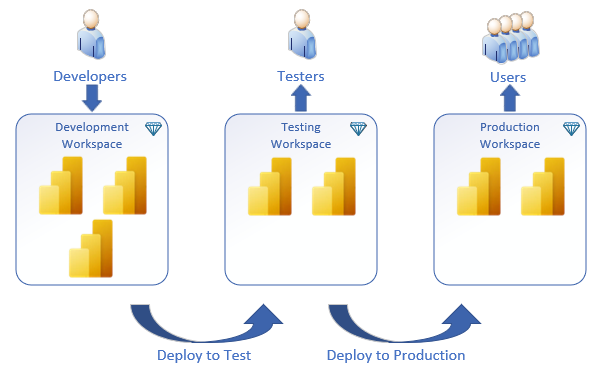 Developers
Testers
Users
Development
Workspace
Testing
Workspace
Production
Workspace
Deploy to Test
Deploy to Production